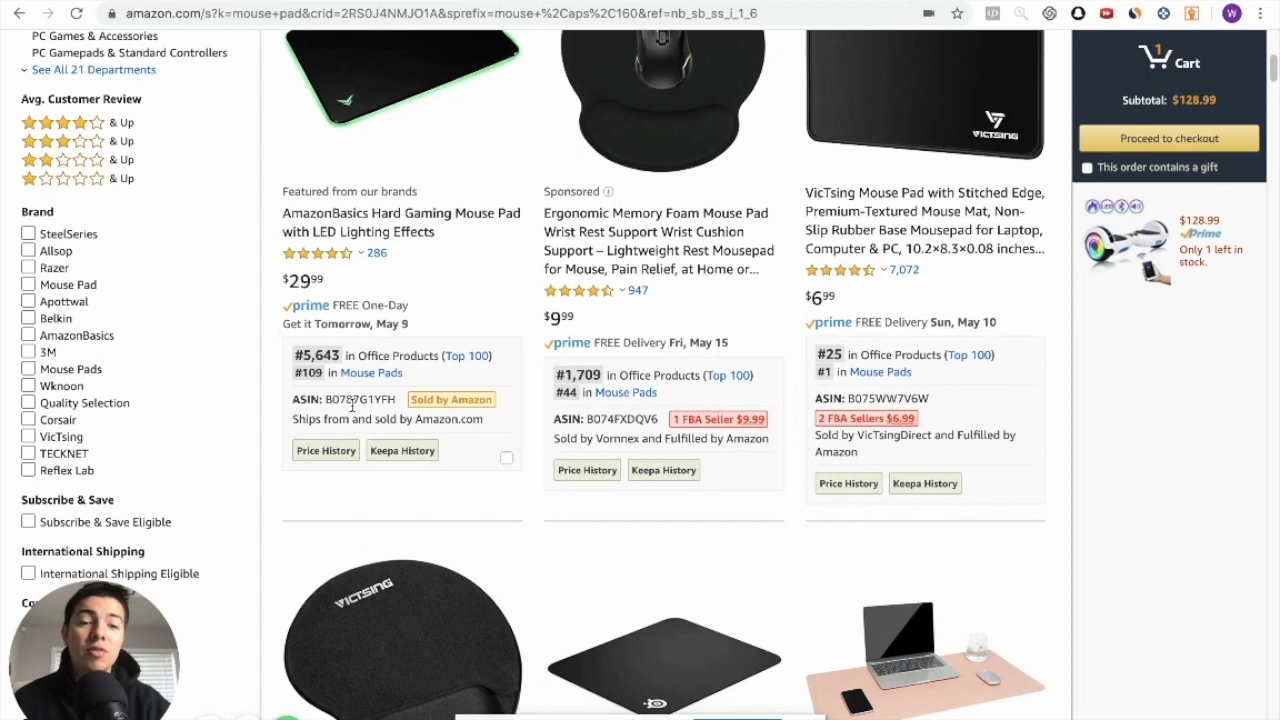 amazon.com/s?k=mouse+pad&crid=2RS0J4NMJO1A&sprefix=mouse+%2Caps%2C160&ref=nb_sb_ss_i_1_6
W
PC Games & Accessories
PC Gamepads & Standard Controllers
See All 21 Departments
Avg. Customer Review
& Up
& Up
& Up
& Up
Brand
SteelSeries
Allsop
Razer
Mouse Pad
Apottwal
Belkin
AmazonBasics
3M
Mouse Pads
Wknoon
Quality Selection
Corsair
VicTsing
TECKNET
Reflex Lab
Subscribe & Save
Subscribe & Save Eligible
International Shipping
International Shipping Eligible
Featured from our brands
AmazonBasics Hard Gaming Mouse Pad
with LED Lighting Effects
286
$29.99
prime FREE One-Day
Get it Tomorrow, May 9
#5,643 in Office Products (Top 100)
#109 in Mouse Pads
ASIN: B0787G1YFH Sold by Amazon
Ships from and sold by Amazon.com
Price History Keepa History
Sponsored
Ergonomic Memory Foam Mouse Pad
Wrist Rest Support Wrist Cushion
Support – Lightweight Rest Mousepad
for Mouse, Pain Relief, at Home or...
947
$9.99
prime FREE Delivery Fri, May 15
#1,709 in Office Products (Top 100)
#44 in Mouse Pads
ASIN: B074FXDQV6 1 FBA Seller $9.99
Sold by Vornnex and Fulfilled by Amazon
Price History Keepa History
VICTSING
VicTsing Mouse Pad with Stitched Edge,
Premium-Textured Mouse Mat, Non-
Slip Rubber Base Mousepad for Laptop,
Computer & PC, 10.2×8.3×0.08 inches...
7,072
$6.99
prime FREE Delivery Sun, May 10
#25 in Office Products (Top 100)
#1 in Mouse Pads
ASIN: B075WW7V6W
2 FBA Sellers $6.99
Sold by VicTsingDirect and Fulfilled by
Amazon
Price History Keepa History
VICTSING
1
Cart
Subtotal: $128.99
Proceed to checkout
This order contains a gift
$128.99
prime
Only 1 left in
stock.